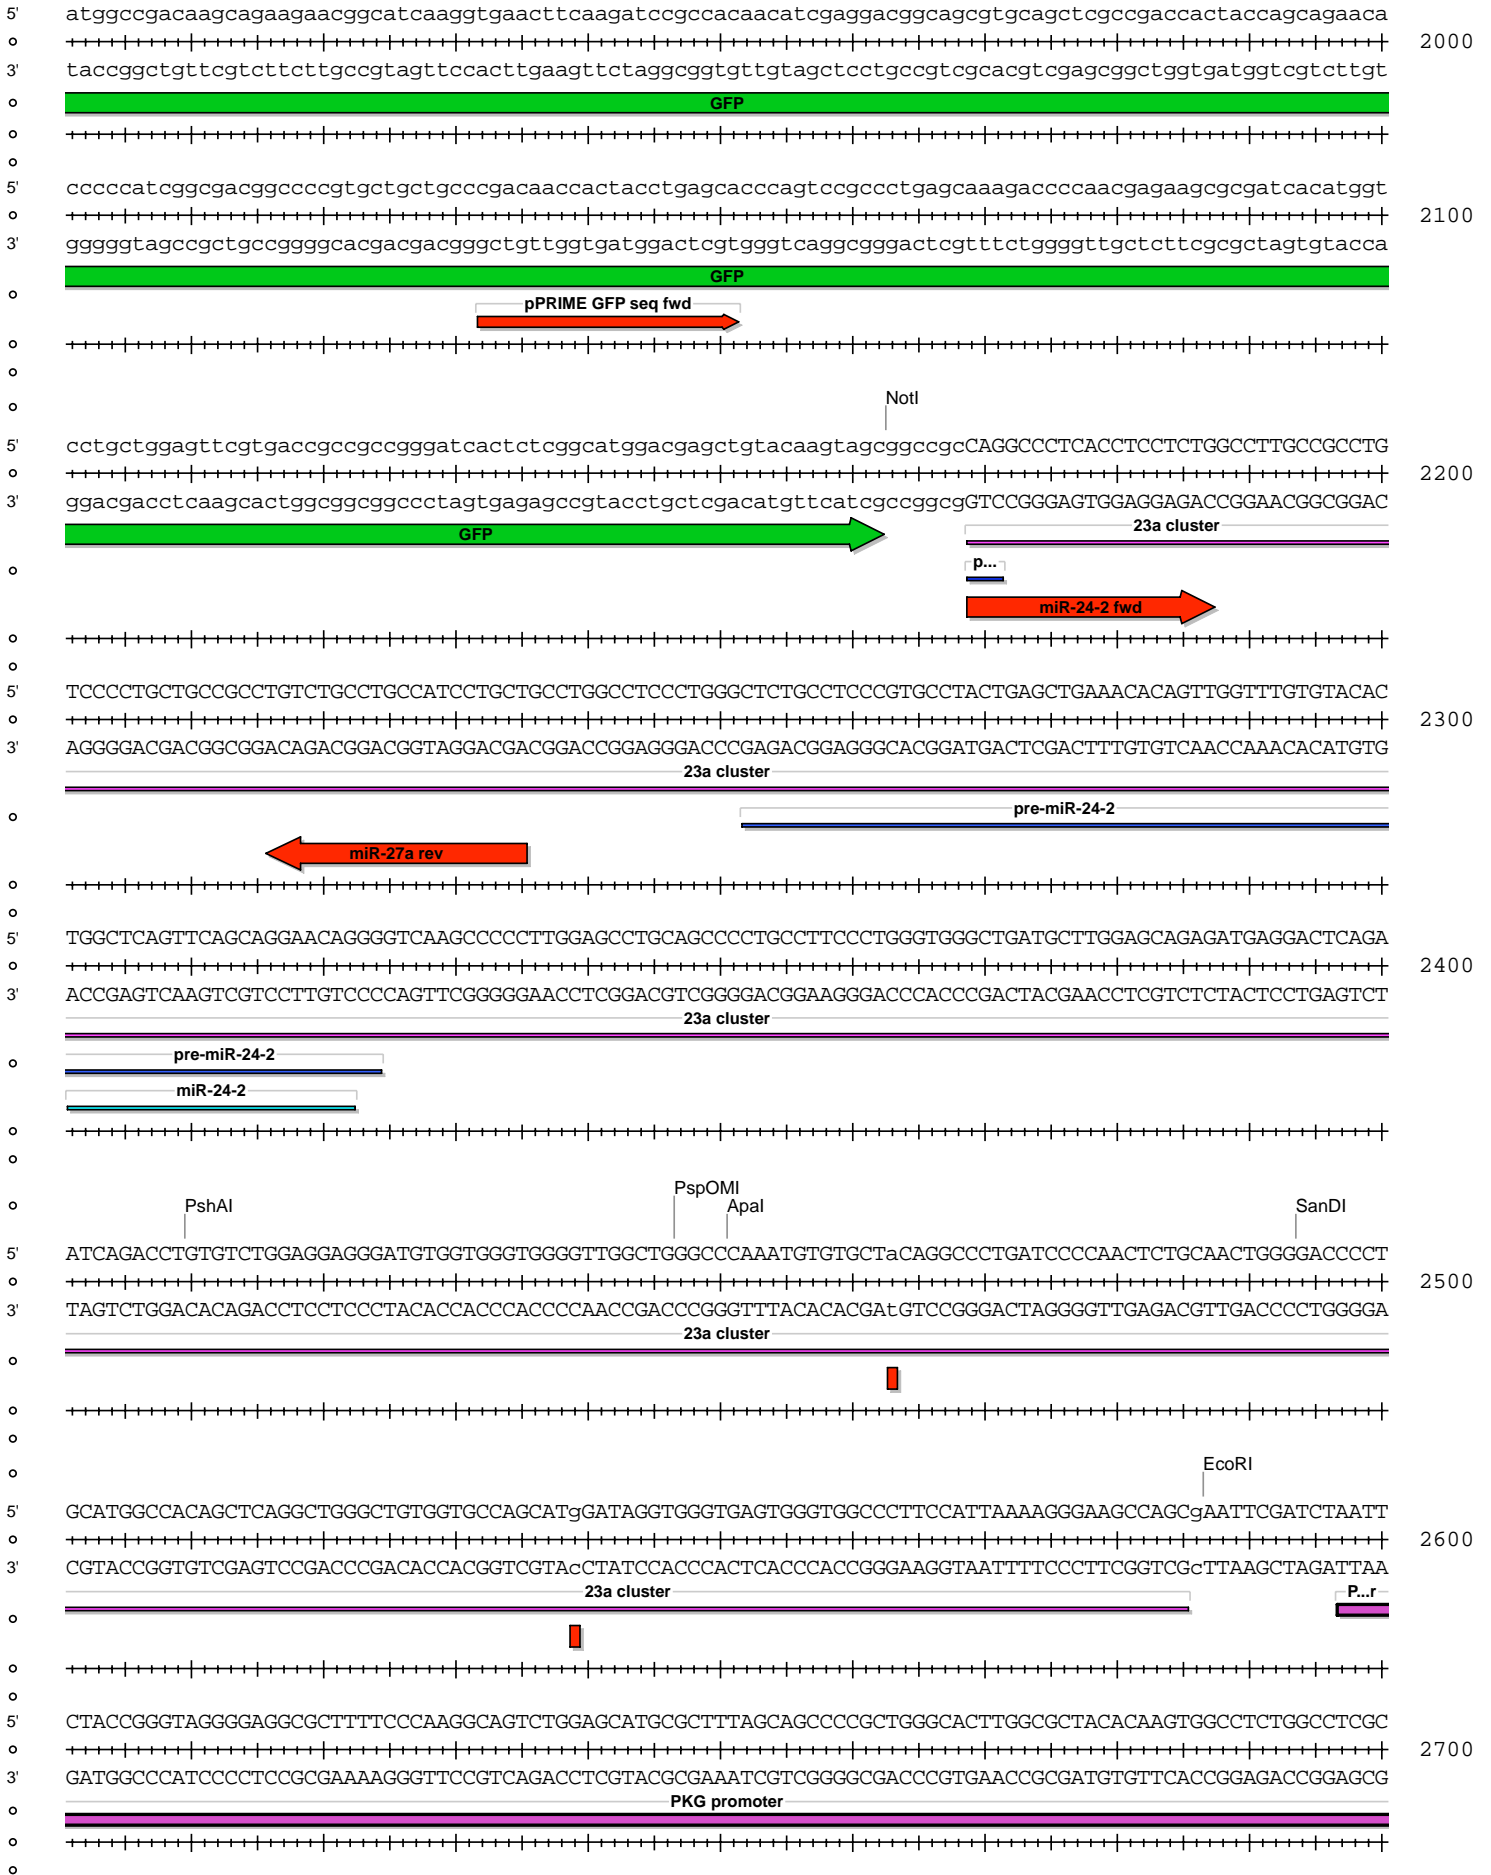 5' atggccgacaagcagaagaacggcatcaaggtgaacttcaagatccgccacaacatcgaggacggcagcgtgcagctcgccgaccactaccagcagaaca
2000
3' taccggctgttcgtcttcttgccgtagttccacttgaagttctaggcggtgttgtagctcctgccgtcgcacgtcgagcggctggtgatggtcgtcttgt
GFP
5' cccccatcggcgacggccccgtgctgctgcccgacaaccactacctgagcacccagtccgccctgagcaaagaccccaacgagaagcgcgatcacatggt
2100
3' gggggtagccgctgccggggcacgacgacgggctgttggtgatggactcgtgggtcaggcgggactcgtttctggggttgctcttcgcgctagtgtacca
GFP
pPRIME GFP seq fwd
NotI
5' cctgctggagttcgtgaccgccgccgggatcactctcggcatggacgagctgtacaagtagcggccgcCAGGCCCTCACCTCCTCTGGCCTTGCCGCCTG
2200
3' ggacgacctcaagcactggcggcggccctagtgagagccgtacctgctcgacatgttcatcgccggcgGTCCGGGAGTGGAGGAGACCGGAACGGCGGAC
GFP 23a cluster
p...
miR-24-2 fwd
5' TCCCCTGCTGCCGCCTGTCTGCCTGCCATCCTGCTGCCTGGCCTCCCTGGGCTCTGCCTCCCGTGCCTACTGAGCTGAAACACAGTTGGTTTGTGTACAC
2300
3' AGGGGACGACGGCGGACAGACGGACGGTAGGACGACGGACCGGAGGGACCCGAGACGGAGGGCACGGATGACTCGACTTTGTGTCAACCAAACACATGTG
23a cluster
pre-miR-24-2
miR-27a rev
5' TGGCTCAGTTCAGCAGGAACAGGGGTCAAGCCCCCTTGGAGCCTGCAGCCCCTGCCTTCCCTGGGTGGGCTGATGCTTGGAGCAGAGATGAGGACTCAGA
2400
3' ACCGAGTCAAGTCGTCCTTGTCCCCAGTTCGGGGGAACCTCGGACGTCGGGGACGGAAGGGACCCACCCGACTACGAACCTCGTCTCTACTCCTGAGTCT
23a cluster
pre-miR-24-2
miR-24-2
PshAI PspOMI ApaI SanDI
5' ATCAGACCTGTGTCTGGAGGAGGGATGTGGTGGGTGGGGTTGGCTGGGCCCAAATGTGTGCTaCAGGCCCTGATCCCCAACTCTGCAACTGGGGACCCCT
2500
3' TAGTCTGGACACAGACCTCCTCCCTACACCACCCACCCCAACCGACCCGGGTTTACACACGAtGTCCGGGACTAGGGGTTGAGACGTTGACCCCTGGGGA
23a cluster
EcoRI
5' GCATGGCCACAGCTCAGGCTGGGCTGTGGTGCCAGCATgGATAGGTGGGTGAGTGGGTGGCCCTTCCATTAAAAGGGAAGCCAGCgAATTCGATCTAATT
2600
3' CGTACCGGTGTCGAGTCCGACCCGACACCACGGTCGTAcCTATCCACCCACTCACCCACCGGGAAGGTAATTTTCCCTTCGGTCGcTTAAGCTAGATTAA
23a cluster P...r
5' CTACCGGGTAGGGGAGGCGCTTTTCCCAAGGCAGTCTGGAGCATGCGCTTTAGCAGCCCCGCTGGGCACTTGGCGCTACACAAGTGGCCTCTGGCCTCGC
2700
3' GATGGCCCATCCCCTCCGCGAAAAGGGTTCCGTCAGACCTCGTACGCGAAATCGTCGGGGCGACCCGTGAACCGCGATGTGTTCACCGGAGACCGGAGCG
PKG promoter